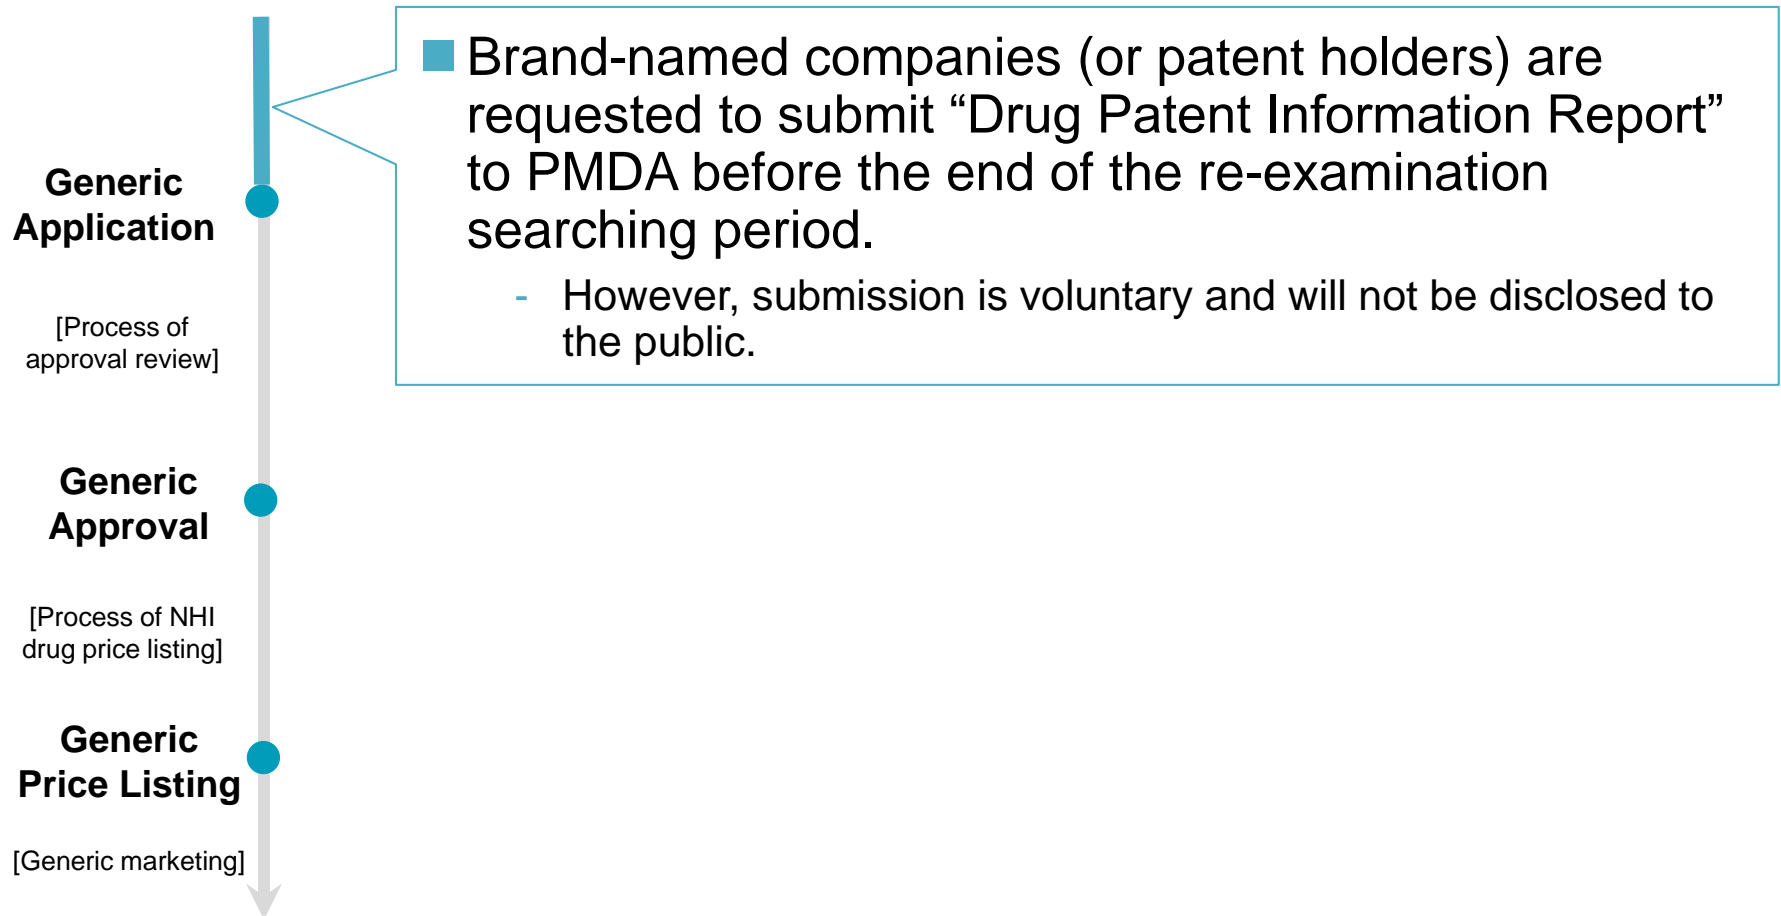 ■ Brand-named companies (or patent holders) are
requested to submit “Drug Patent Information Report”
to PMDA before the end of the re-examination
searching period.
- However, submission is voluntary and will not be disclosed to
the public.
Generic
Application
[Process of
approval review]
Generic
Approval
[Process of NHI
drug price listing]
Generic
Price Listing
[Generic marketing]